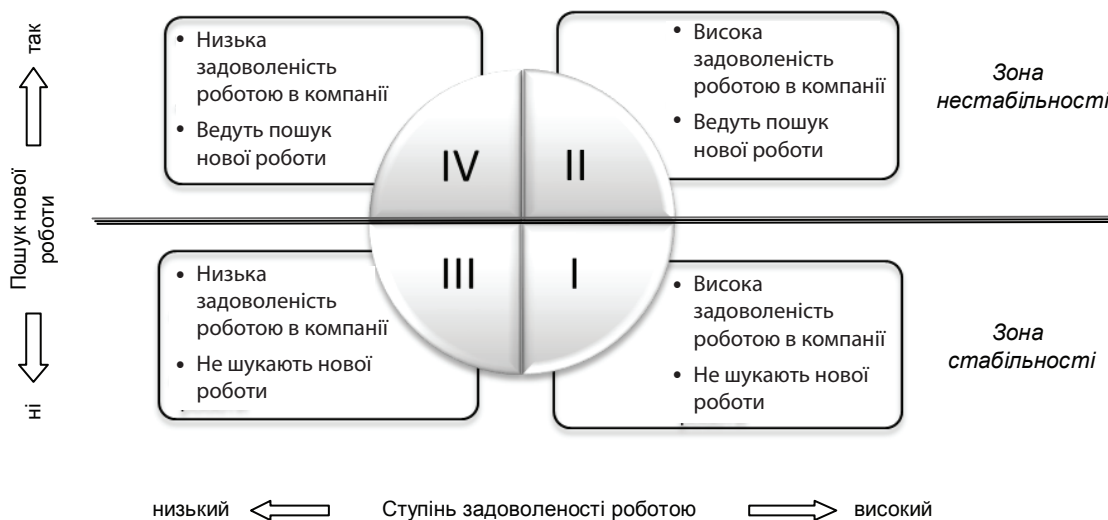 так
Пошук нової
роботи
ні
• Низька
задоволеність
роботою в компанії
• Ведуть пошук
нової роботи
• Висока
задоволеність
роботою в компанії
• Ведуть пошук
нової роботи
Зона
нестабільності
IV
II
III
I
• Низька
задоволеність
роботою в компанії
• Не шукають нової
роботи
• Висока
задоволеність
роботою в компанії
• Не шукають нової
роботи
Зона
стабільності
низький Ступінь задоволеності роботою високий